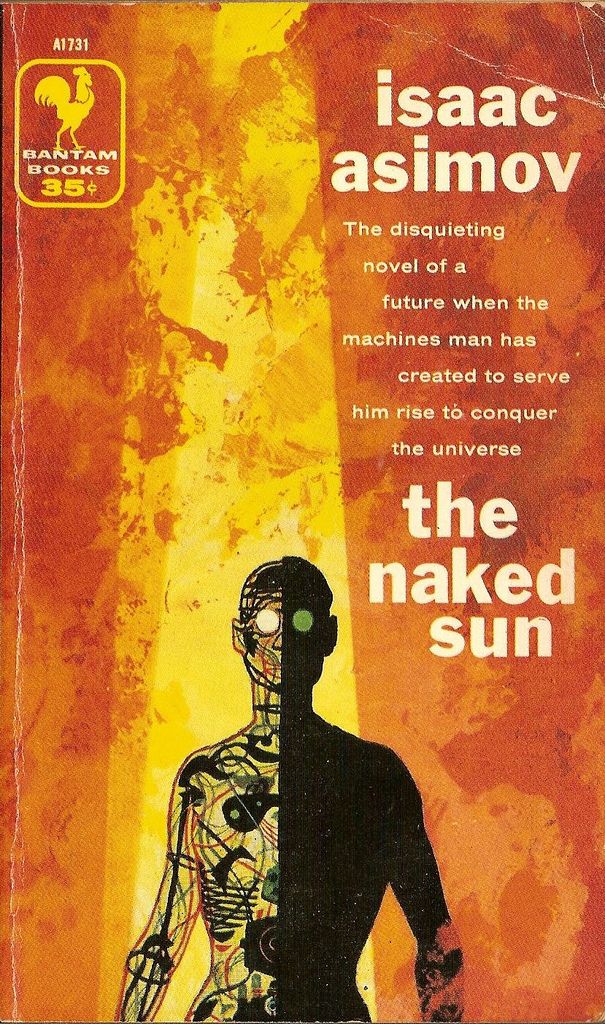 A1731
BANTAM
BOOKS
35¢
isaac
asimov
The disquieting
novel of a
future when the
machines man has
created to serve
him rise to conquer
the universe
the
naked
sun